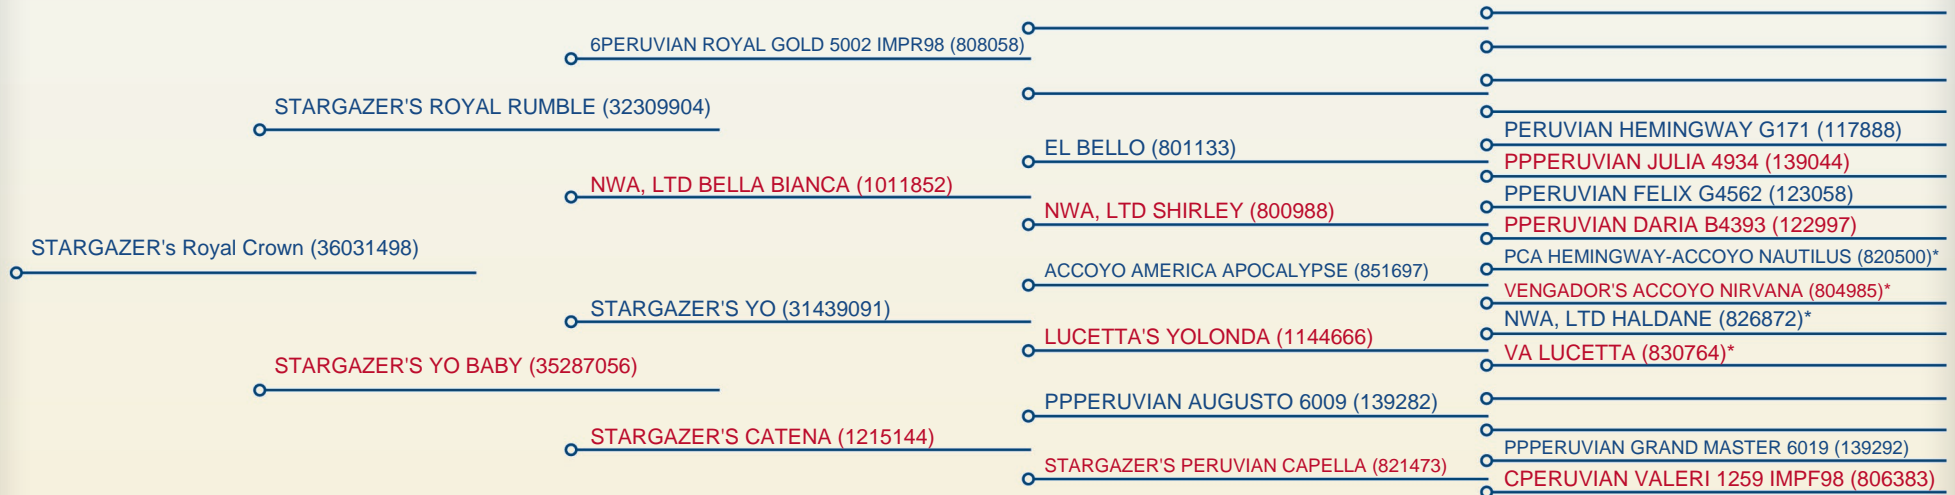 6PERUVIAN ROYAL GOLD 5002 IMPR98 (808058)
STARGAZER'S ROYAL RUMBLE (32309904)
PERUVIAN HEMINGWAY G171 (117888)
EL BELLO (801133)
PPPERUVIAN JULIA 4934 (139044)
NWA, LTD BELLA BIANCA (1011852)
PPERUVIAN FELIX G4562 (123058)
NWA, LTD SHIRLEY (800988)
PPERUVIAN DARIA B4393 (122997)
STARGAZER's Royal Crown (36031498)
PCA HEMINGWAY-ACCOYO NAUTILUS (820500)*
ACCOYO AMERICA APOCALYPSE (851697)
VENGADOR'S ACCOYO NIRVANA (804985)*
STARGAZER'S YO (31439091)
NWA, LTD HALDANE (826872)*
LUCETTA'S YOLONDA (1144666)
VA LUCETTA (830764)*
STARGAZER'S YO BABY (35287056)
PPPERUVIAN AUGUSTO 6009 (139282)
STARGAZER'S CATENA (1215144)
PPPERUVIAN GRAND MASTER 6019 (139292)
STARGAZER'S PERUVIAN CAPELLA (821473)
CPERUVIAN VALERI 1259 IMPF98 (806383)